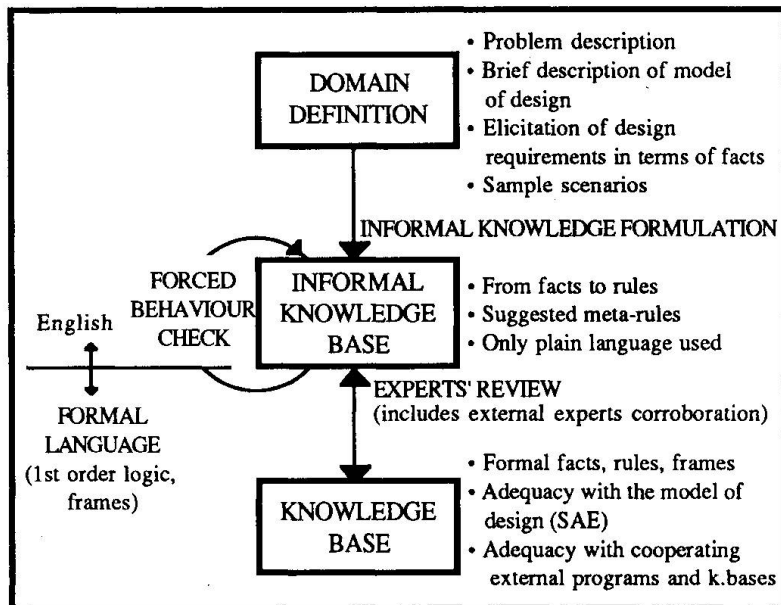 DOMAIN
DEFINITION
• Problem description
• Brief description of model
of design
• Elicitation of design
requirements in terms of facts
• Sample scenarios
INFORMAL KNOWLEDGE FORMULATION
FORCED
BEHAVIOUR
CHECK
INFORMAL
KNOWLEDGE
BASE
• From facts to rules
• Suggested meta-rules
• Only plain language used
English
FORMAL
LANGUAGE
(1st order logic,
frames)
EXPERTS' REVIEW
(includes external experts corroboration)
KNOWLEDGE
BASE
• Formal facts, rules, frames
• Adequacy with the model of
design (SAE)
• Adequacy with cooperating
external programs and k.bases